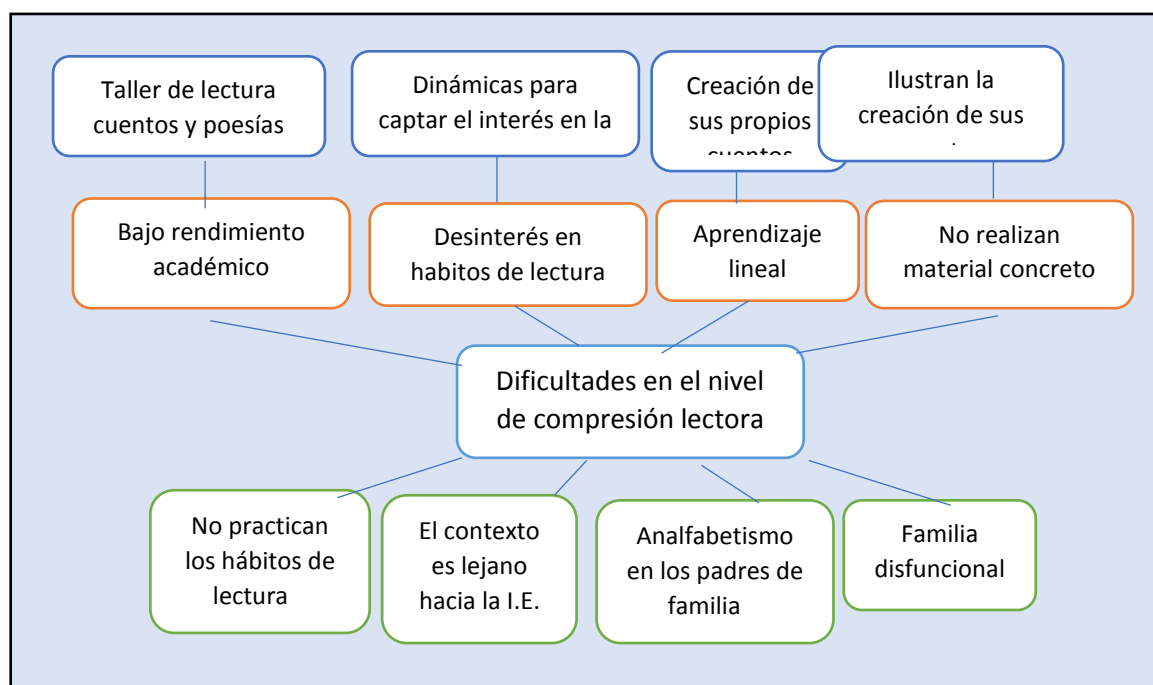 Taller de lectura
cuentos y poesías
Dinámicas para
captar el interés en la
Creación de
sus propios
cuentos
Ilustran la
creación de sus
Bajo rendimiento
académico
Desinterés en
habitos de lectura
Aprendizaje
lineal
No realizan
material concreto
Dificultades en el nivel
de compresión lectora
No practican
los hábitos de
lectura
El contexto
es lejano
hacia la I.E.
Analfabetismo
en los padres de
familia
Familia
disfuncional